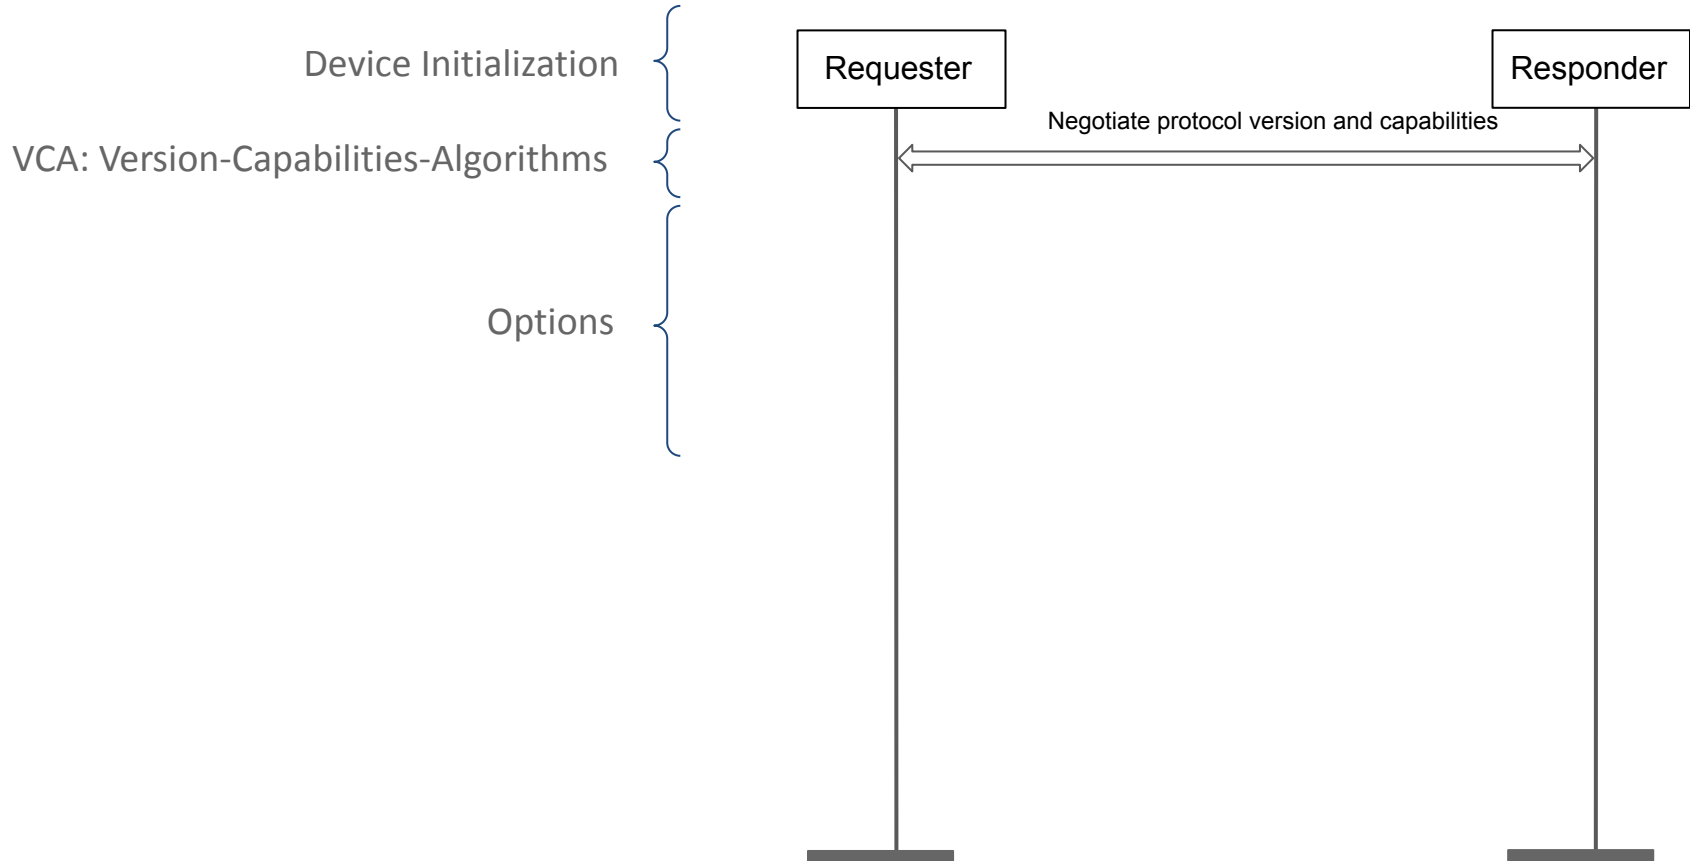 Device Initialization
Requester
Responder
Negotiate protocol version and capabilities
VCA: Version-Capabilities-Algorithms
Options